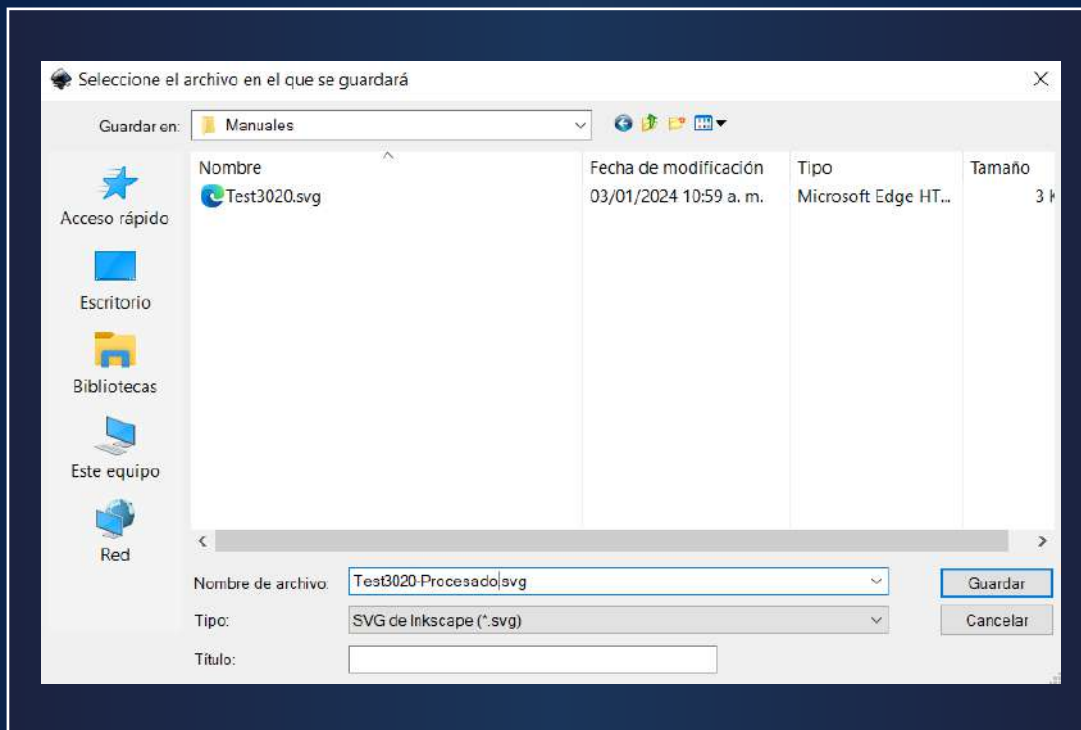 Seleccione el archivo en el que se guardará
Guardar en: Manuales
Nombre Fecha de modificación Tipo Tamaño
Test3020.svg 03/01/2024 10:59 a. m. Microsoft Edge HT... 3 K
Acceso rápido
Escritorio
Bibliotecas
Este equipo
Red
Nombre de archivo: Test3020-Procesado.svg Guardar
Tipo: SVG de Inkscape (*.svg) Cancelar
Título: